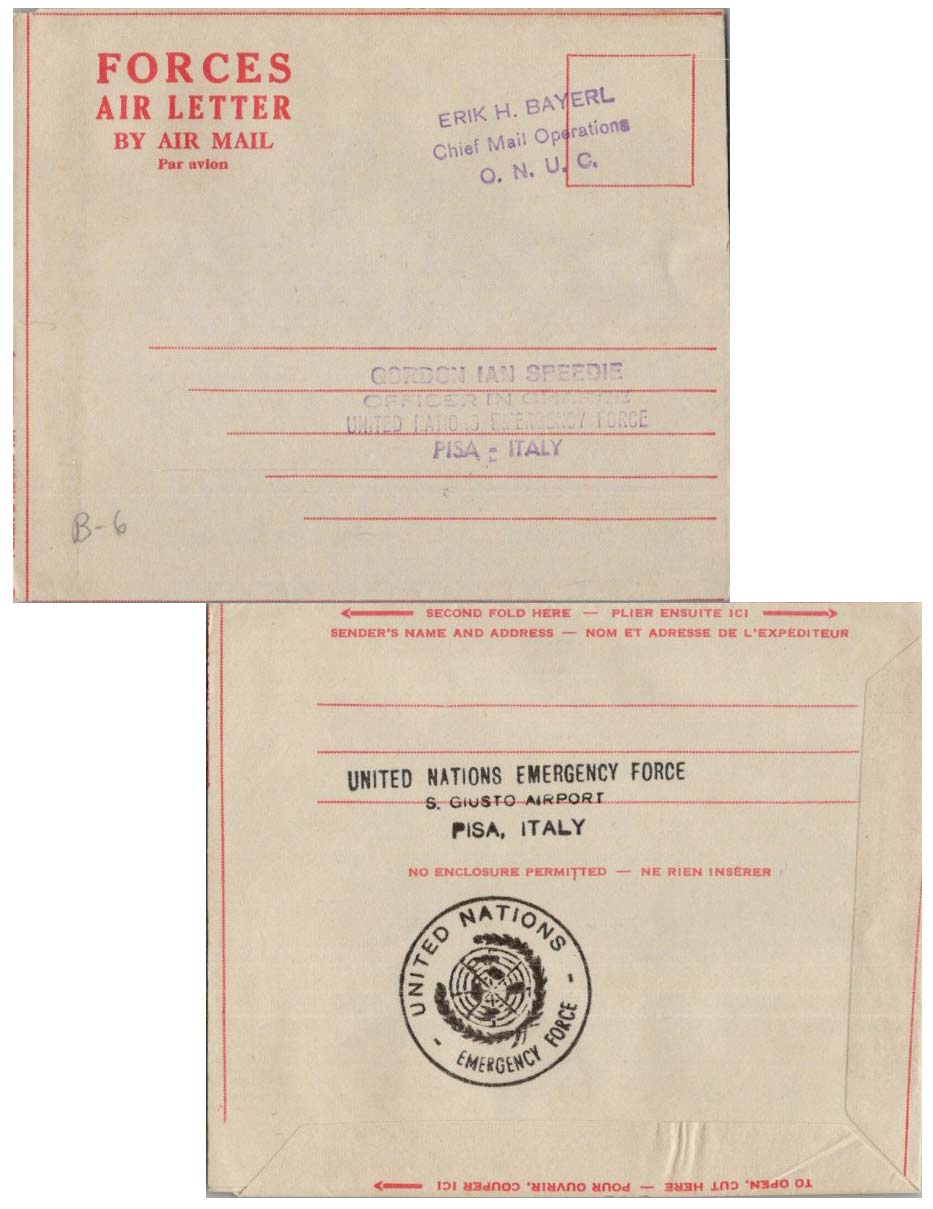 FORCES
AIR LETTER
BY AIR MAIL
Par avion
ERIK H. BAYERL
Chief Mail Operations
O. N. U. C.
GORDON IAN SPEEDIE
OFFICER IN CHARGE
UNITED NATIONS EMERGENCY FORCE
PISA - ITALY
B-6
SECOND FOLD HERE — PLIER ENSUITE ICI
SENDER'S NAME AND ADDRESS — NOM ET ADRESSE DE L'EXPÉDITEUR
UNITED NATIONS EMERGENCY FORCE
S. GIUSTO AIRPORT
PISA, ITALY
NO ENCLOSURE PERMITTED — NE RIEN INSÉRER
UNITED NATIONS
- EMERGENCY FORCE -
TO OPEN, CUT HERE — POUR OUVRIR, COUPER ICI